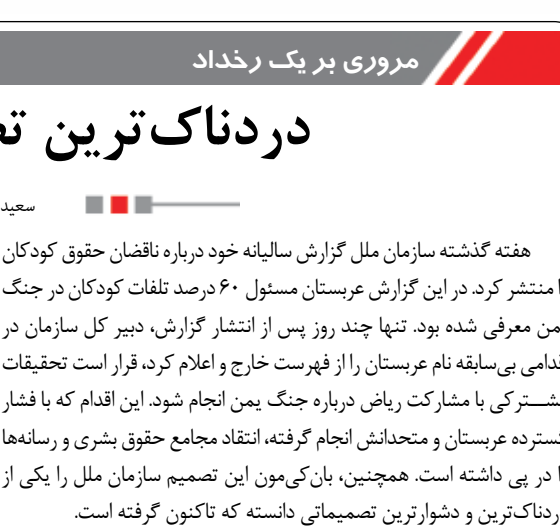 مروری بر یک رخداد
دردناک‌ترین
سعید
هفته گذشته سازمان ملل گزارش سالیانه خود درباره ناقضان حقوق کودکان
ا منتشر کرد. در این گزارش عربستان مسئول ۶۰ درصد تلفات کودکان در جنگ
من معرفی شده بود. تنها چند روز پس از انتشار گزارش، دبیر کل سازمان در
قدامی بی‌سابقه نام عربستان را از فهرست خارج و اعلام کرد، قرار است تحقیقات
شــترکی با مشارکت ریاض درباره جنگ یمن انجام شود. این اقدام که با فشار
سترده عربستان و متحدانش انجام گرفته، انتقاد مجامع حقوق بشری و رسانه‌ها
ا در پی داشته است. همچنین، بان‌کی‌مون این تصمیم سازمان ملل را یکی از
ردناک‌ترین و دشوارترین تصمیماتی دانسته که تاکنون گرفته است.